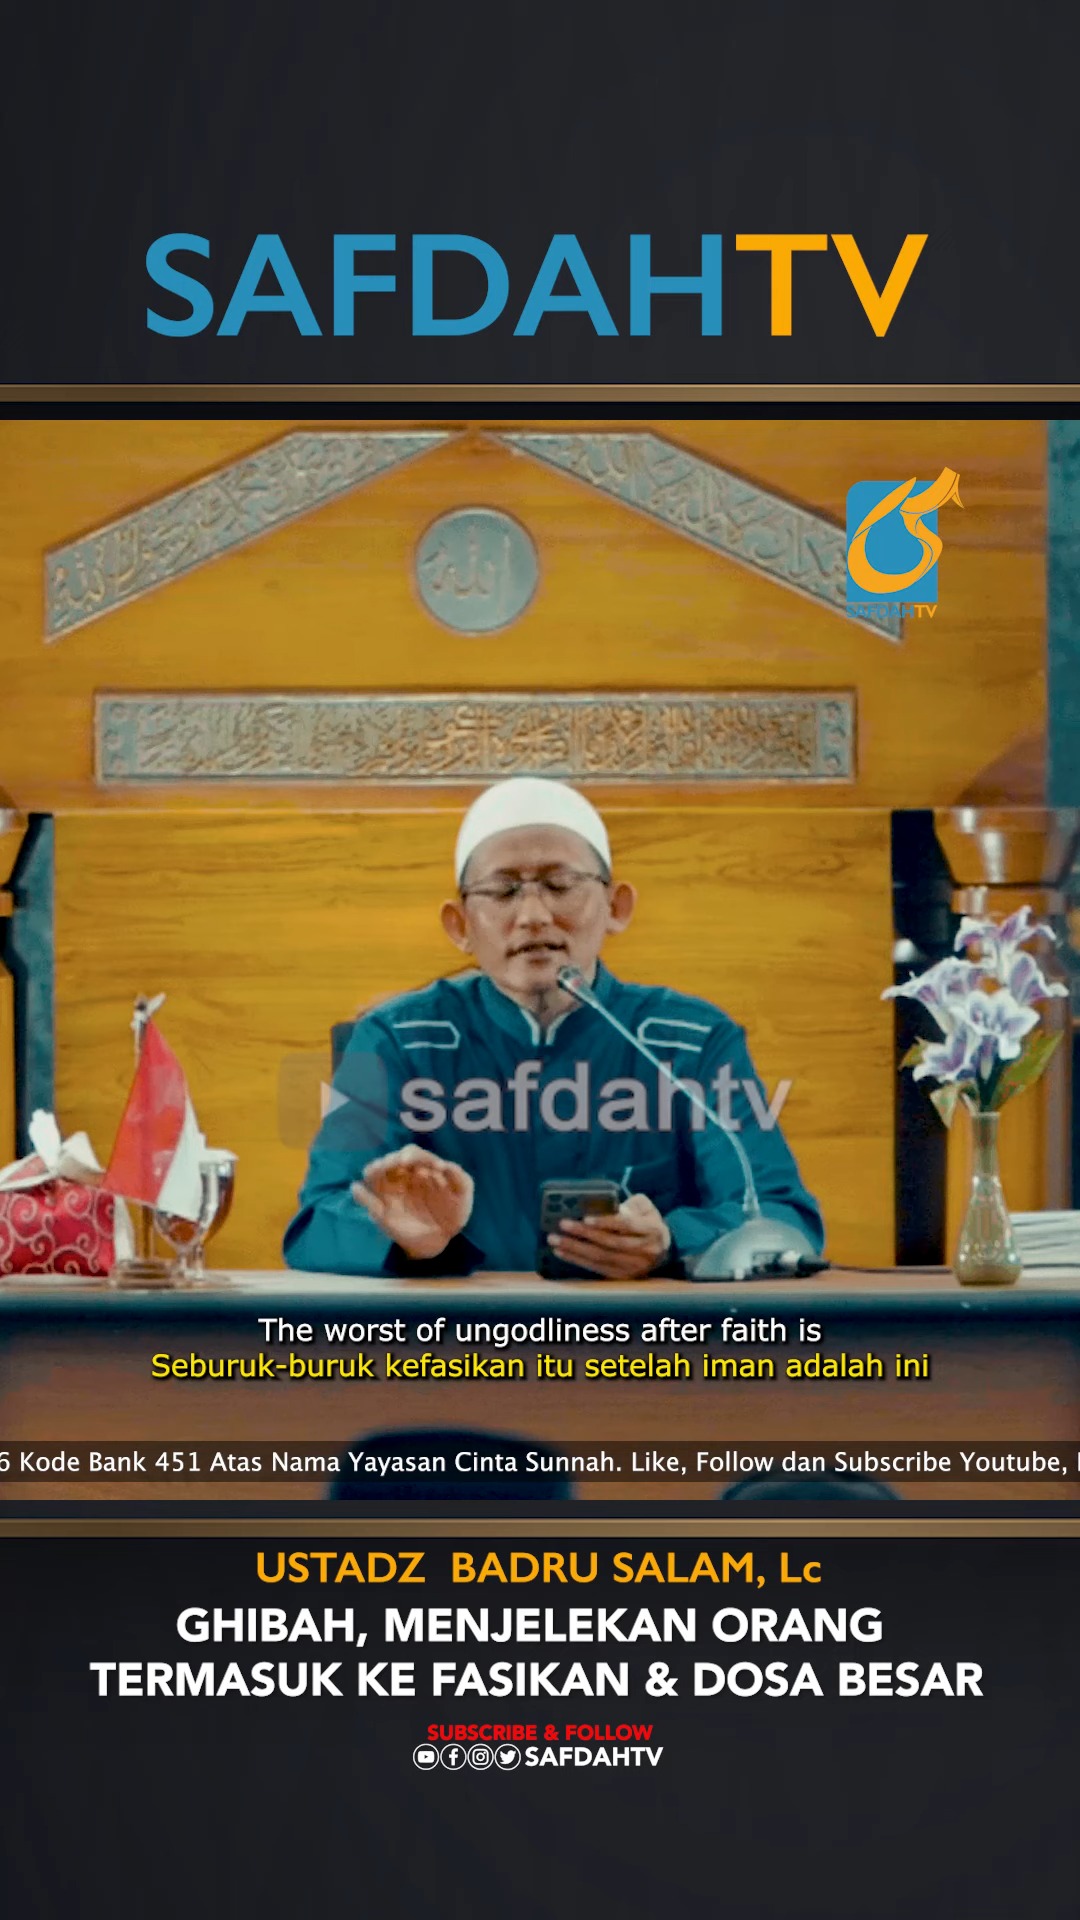 SAFDAHTV
الله
SAFDAHTV
safdahtv
The worst of ungodliness after faith is
Seburuk-buruk kefasikan itu setelah iman adalah ini
6 Kode Bank 451 Atas Nama Yayasan Cinta Sunnah. Like, Follow dan Subscribe Youtube,
USTADZ BADRU SALAM, Lc
GHIBAH, MENJELEKAN ORANG
TERMASUK KE FASIKAN & DOSA BESAR
SUBSCRIBE & FOLLOW
SAFDAHTV